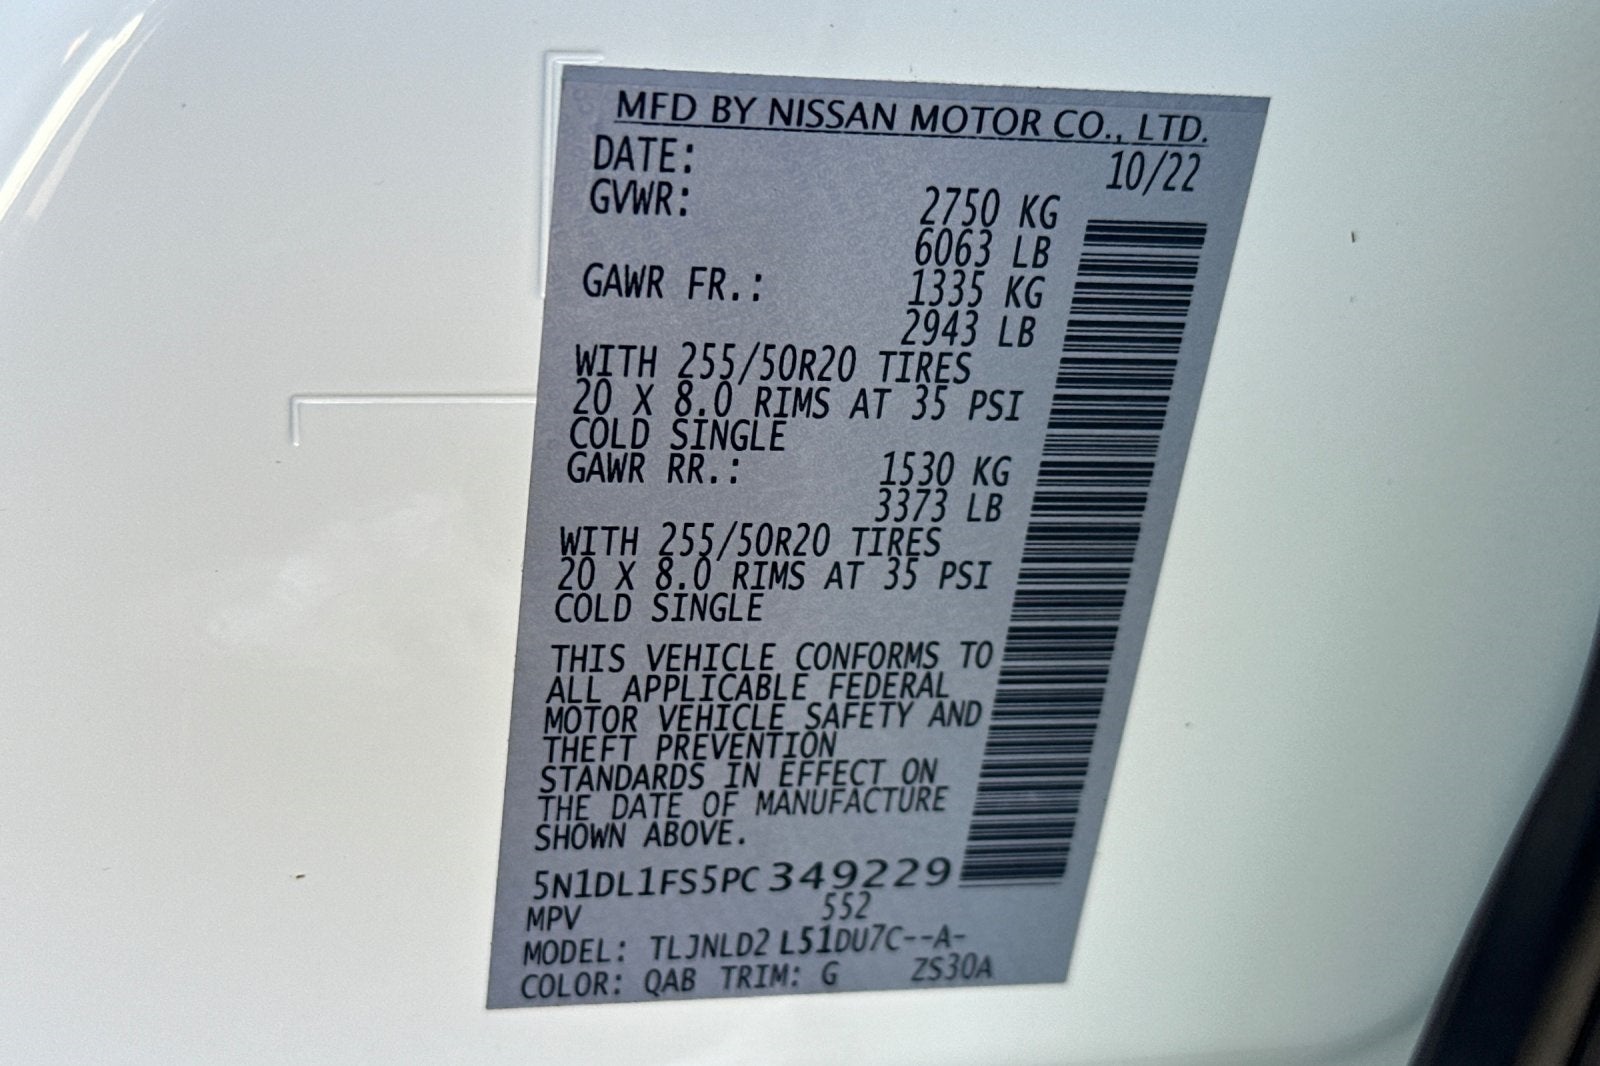 MFD BY NISSAN MOTOR CO., LTD.
DATE: 10/22
GVWR: 2750 KG
6063 LB
GAWR FR.: 1335 KG
2943 LB
WITH 255/50R20 TIRES
20 X 8.0 RIMS AT 35 PSI
COLD SINGLE
GAWR RR.: 1530 KG
3373 LB
WITH 255/50R20 TIRES
20 X 8.0 RIMS AT 35 PSI
COLD SINGLE
THIS VEHICLE CONFORMS TO
ALL APPLICABLE FEDERAL
MOTOR VEHICLE SAFETY AND
THEFT PREVENTION
STANDARDS IN EFFECT ON
THE DATE OF MANUFACTURE
SHOWN ABOVE.
5N1DL1FS5PC349229
MPV 552
MODEL: TLJNLD2 L51DU7C--A-
COLOR: QAB TRIM: G ZS30A